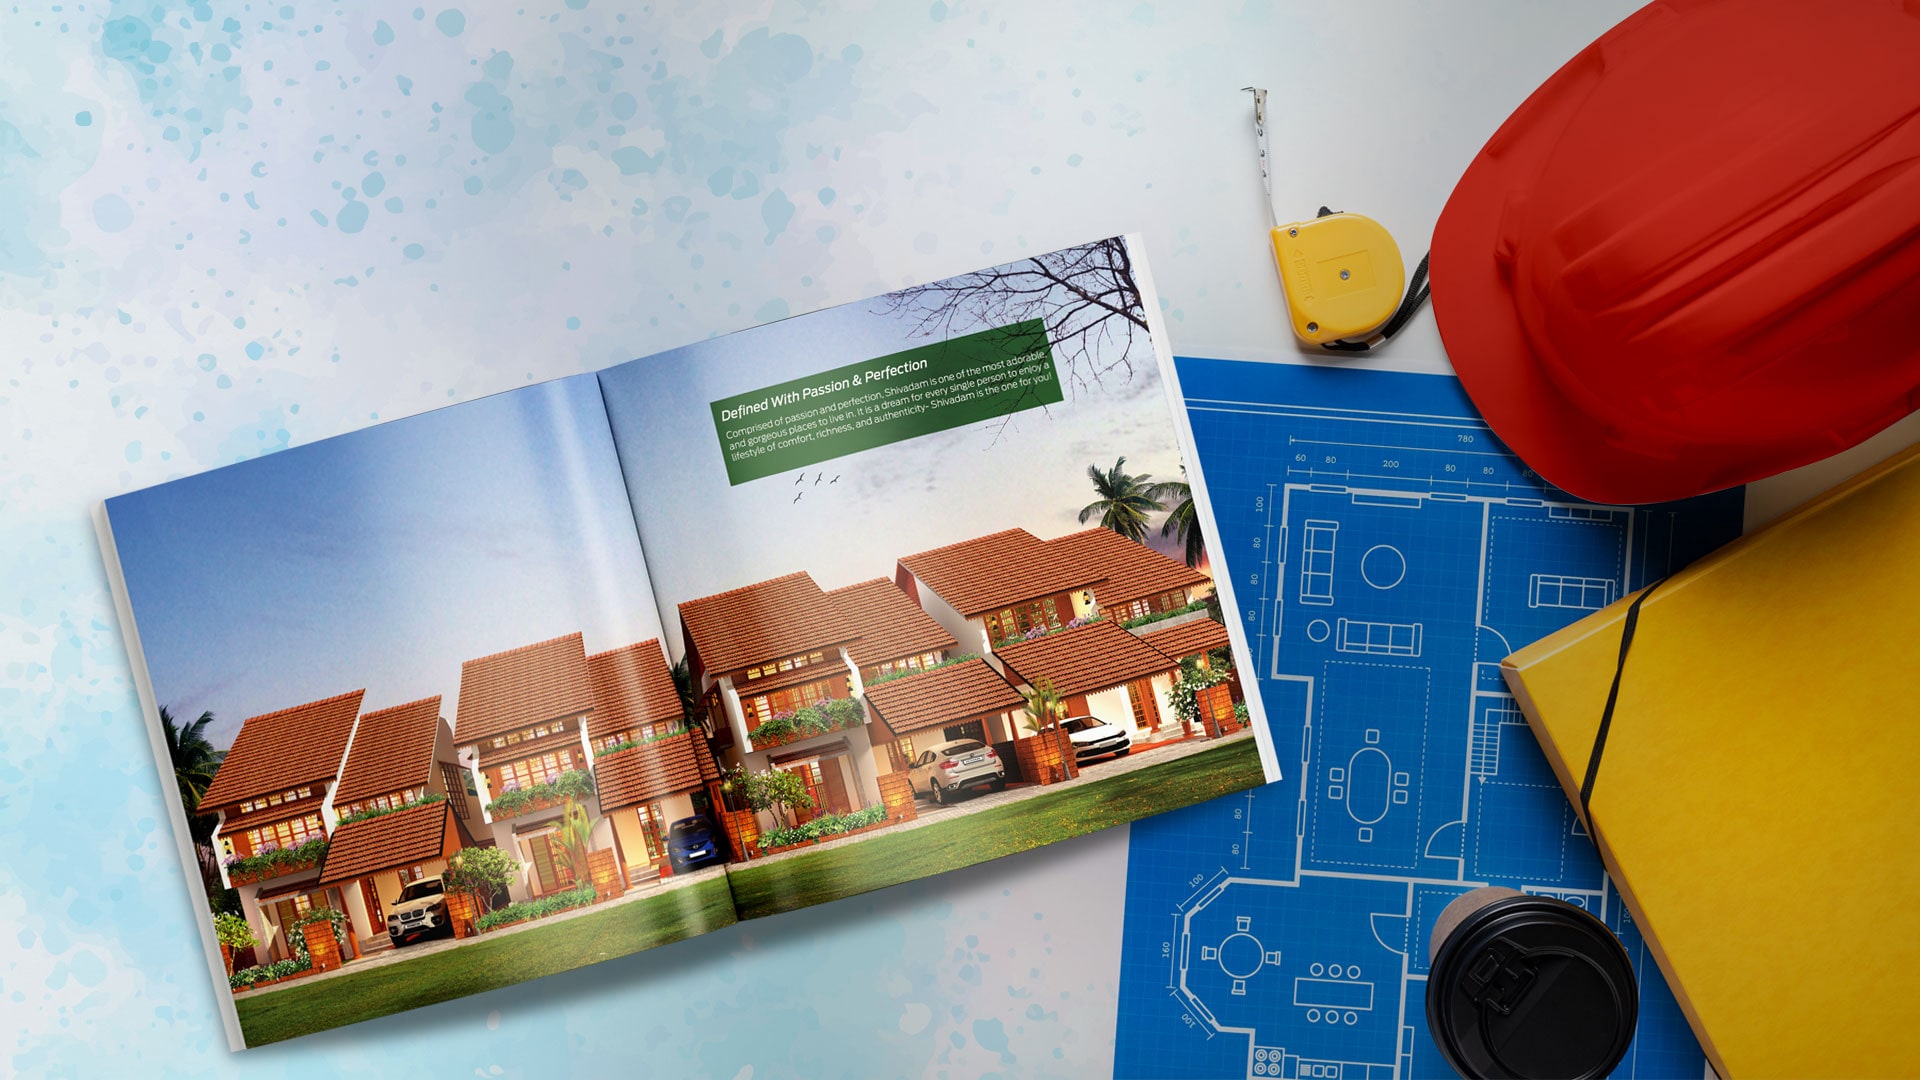 Defined With Passion & Perfection
Comprised of passion and perfection, Shivadam is one of the most adorable,
and gorgeous places to live in. It is a dream for every single person to enjoy a
lifestyle of comfort, richness, and authenticity- Shivadam is the one for you!
780
60 80 200 80 80 80
100
80
80
80
80
80
100
160
100